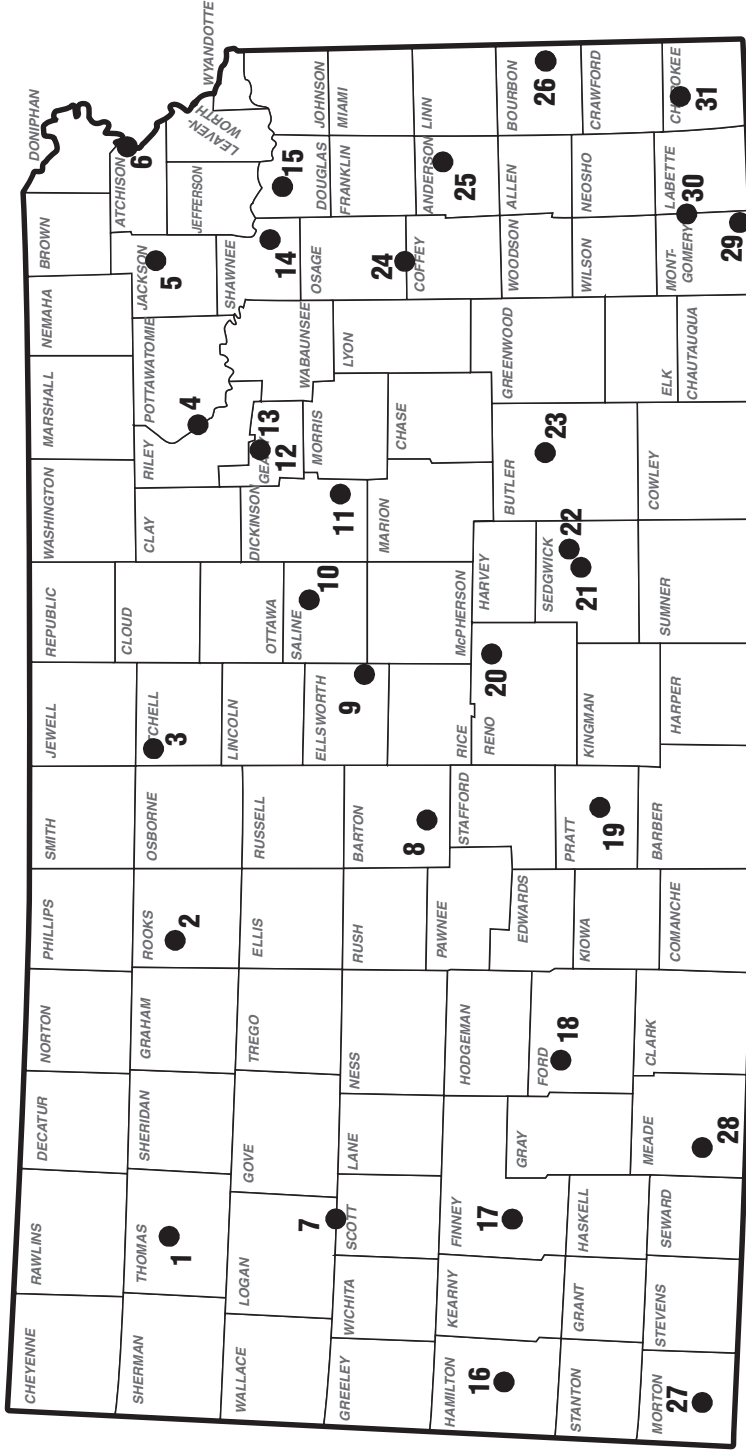 CHEYENNE
RAWLINS
DECATUR
NORTON
PHILLIPS
SMITH
JEWELL
REPUBLIC
WASHINGTON
MARSHALL
NEMAHA
BROWN
DONIPHAN
SHERMAN
THOMAS
1
SHERIDAN
GRAHAM
ROOKS
2
OSBORNE
TCHELL
3
CLOUD
CLAY
RILEY
POTTAWATOMIE
4
JACKSON
5
ATCHISON
6
JEFFERSON
LEAVEN-
WORTH
WYANDOTTE
WALLACE
LOGAN
GOVE
TREGO
ELLIS
RUSSELL
LINCOLN
OTTAWA
DICKINSON
GEA
12
13
WABAUNSEE
SHAWNEE
14
DOUGLAS
15
JOHNSON
GREELEY
WICHITA
SCOTT
7
LANE
NESS
RUSH
BARTON
8
ELLSWORTH
9
SALINE
10
11
MORRIS
LYON
OSAGE
FRANKLIN
MIAMI
HAMILTON
16
KEARNY
FINNEY
17
HODGEMAN
PAWNEE
STAFFORD
RICE
McPHERSON
MARION
CHASE
COFFEY
24
ANDERSON
25
LINN
GRAY
FORD
18
EDWARDS
RENO
20
HARVEY
BUTLER
23
GREENWOOD
WOODSON
ALLEN
BOURBON
26
STANTON
GRANT
HASKELL
KIOWA
PRATT
19
KINGMAN
SEDGWICK
21
22
WILSON
NEOSHO
CRAWFORD
MORTON
27
STEVENS
SEWARD
MEADE
28
CLARK
COMANCHE
BARBER
HARPER
SUMNER
COWLEY
ELK
CHAUTAUQUA
MONT-
GOMERY
29
LABETTE
30
CH
OKEE
31